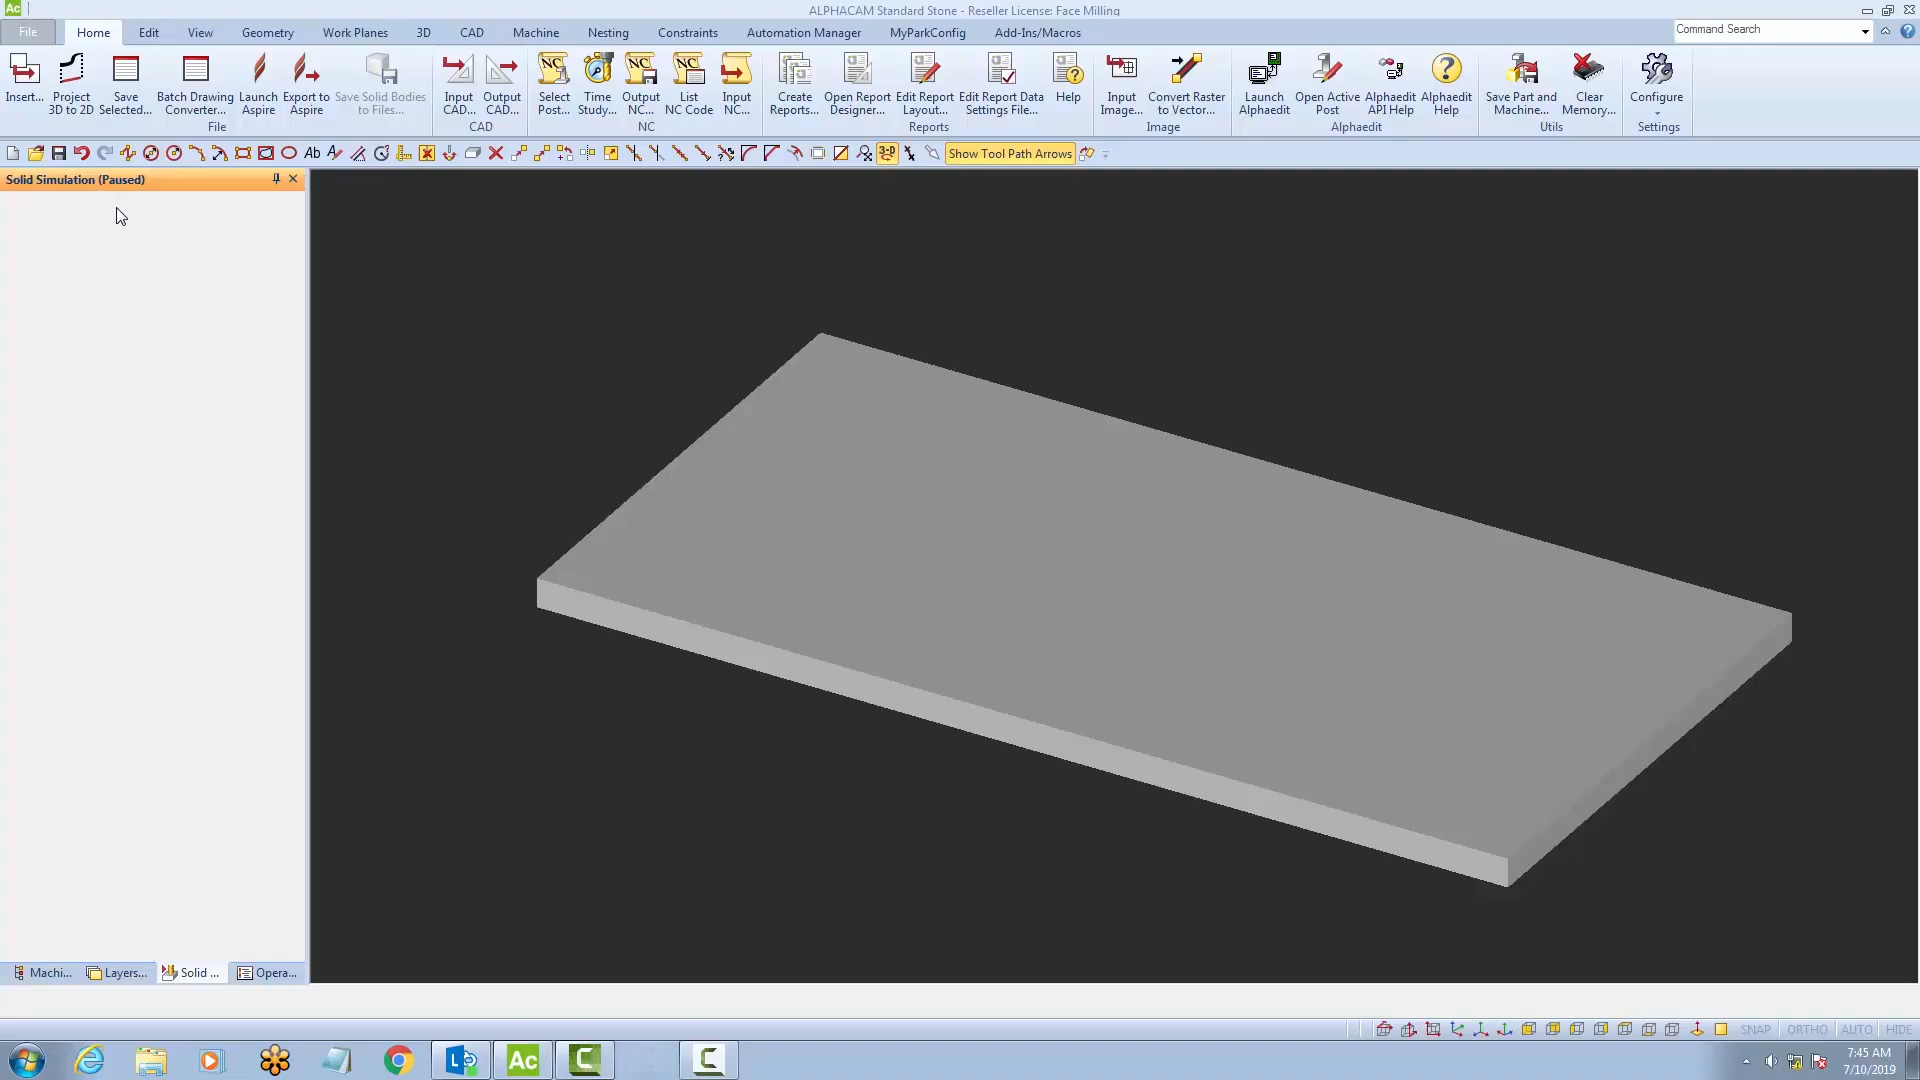 Ac
ALPHACAM Standard Stone - Reseller License: Face Milling
File Home Edit View Geometry Work Planes 3D CAD Machine Nesting Constraints Automation Manager MyParkConfig Add-Ins/Macros Command Search
Insert... Project 3D to 2D Save Selected... Batch Drawing Converter... Launch Aspire Export to Aspire Save Solid Bodies to Files...
File
Input CAD... Output CAD...
CAD
Select Post... Time Study... Output NC... List NC Code Input NC...
NC
Create Reports... Open Report Designer... Edit Report Layout... Edit Report Data Settings File... Help
Reports
Input Image... Convert Raster to Vector...
Image
Launch Alphaedit Open Active Post Alphaedit API Help Alphaedit Help
Alphaedit
Save Part and Machine... Clear Memory...
Utils
Configure
Settings
Ab 3-D Show Tool Path Arrows
Solid Simulation (Paused)
Machi... Layers... Solid ... Opera...
SNAP ORTHO AUTO HIDE
Ac
7:45 AM
7/10/2019